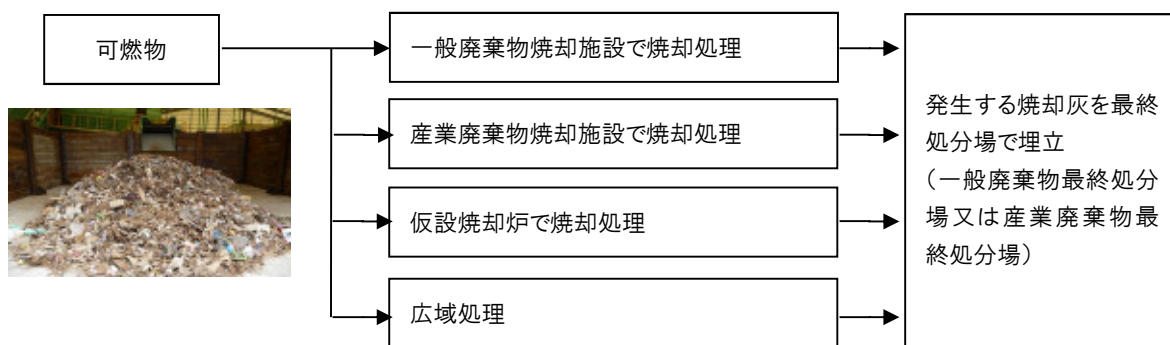 可燃物
一般廃棄物焼却施設で焼却処理
産業廃棄物焼却施設で焼却処理
仮設焼却炉で焼却処理
広域処理
発生する焼却灰を最終
処分場で埋立
（一般廃棄物最終処分
場又は産業廃棄物最
終処分場）